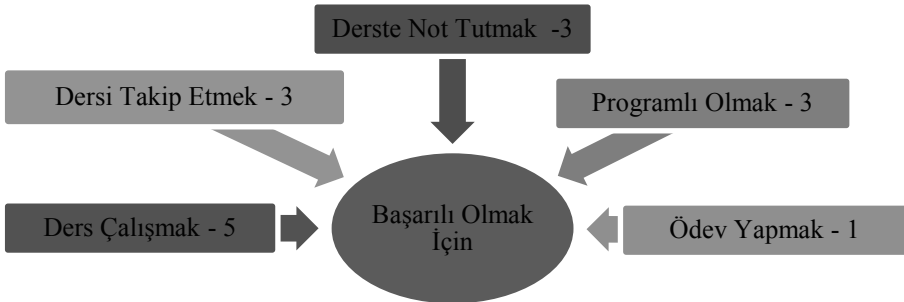 Derste Not Tutmak -3
Dersi Takip Etmek - 3
Programlı Olmak - 3
Başarılı Olmak
İçin
Ders Çalışmak - 5
Ödev Yapmak - 1